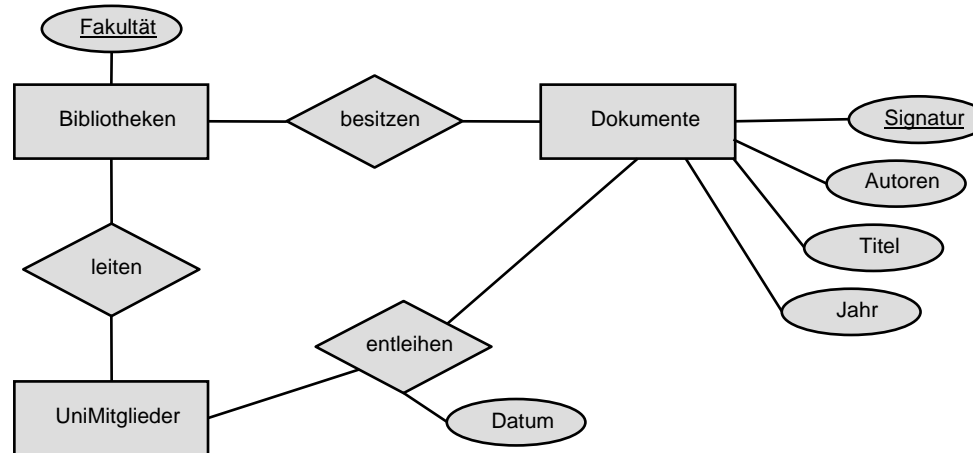 Fakultät
Bibliotheken
besitzen
Dokumente
Signatur
Autoren
Titel
Jahr
leiten
entleihen
UniMitglieder
Datum